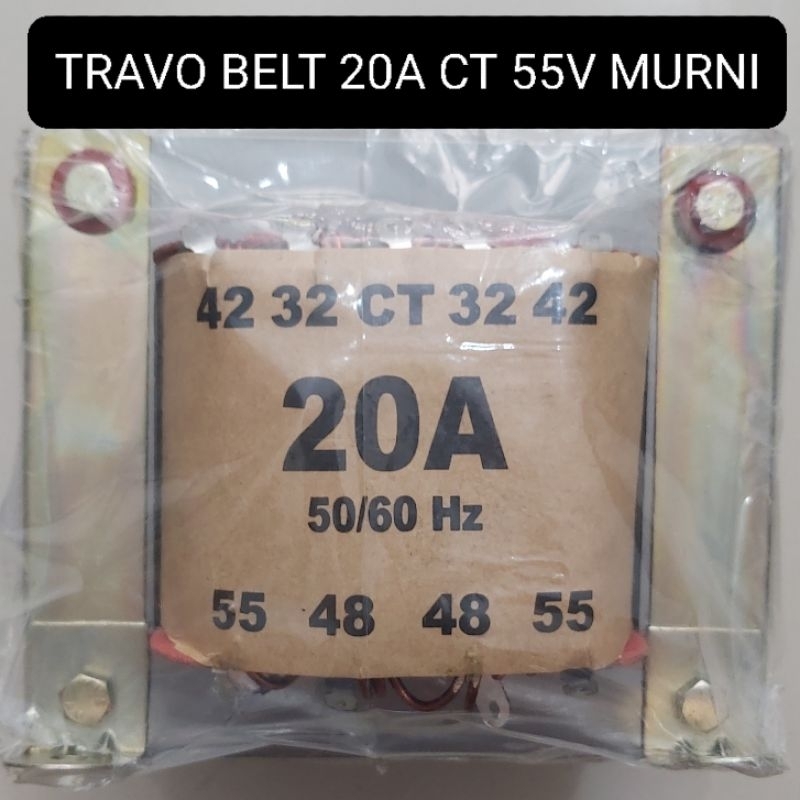 TRAVO BELT 20A CT 55V MURNI
42 32 CT 32 42
20A
50/60 Hz
55 48 48 55